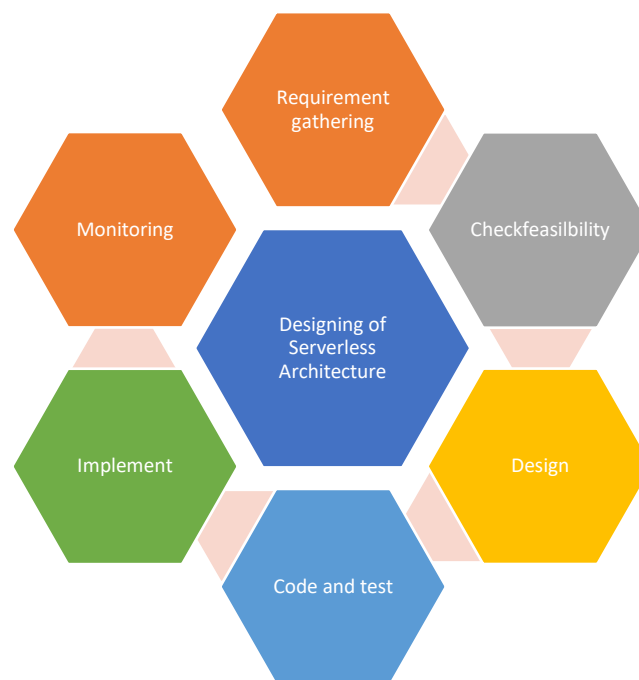 Requirement
gathering
Checkfeasilbility
Design
Code and test
Implement
Monitoring
Designing of
Serverless
Architecture